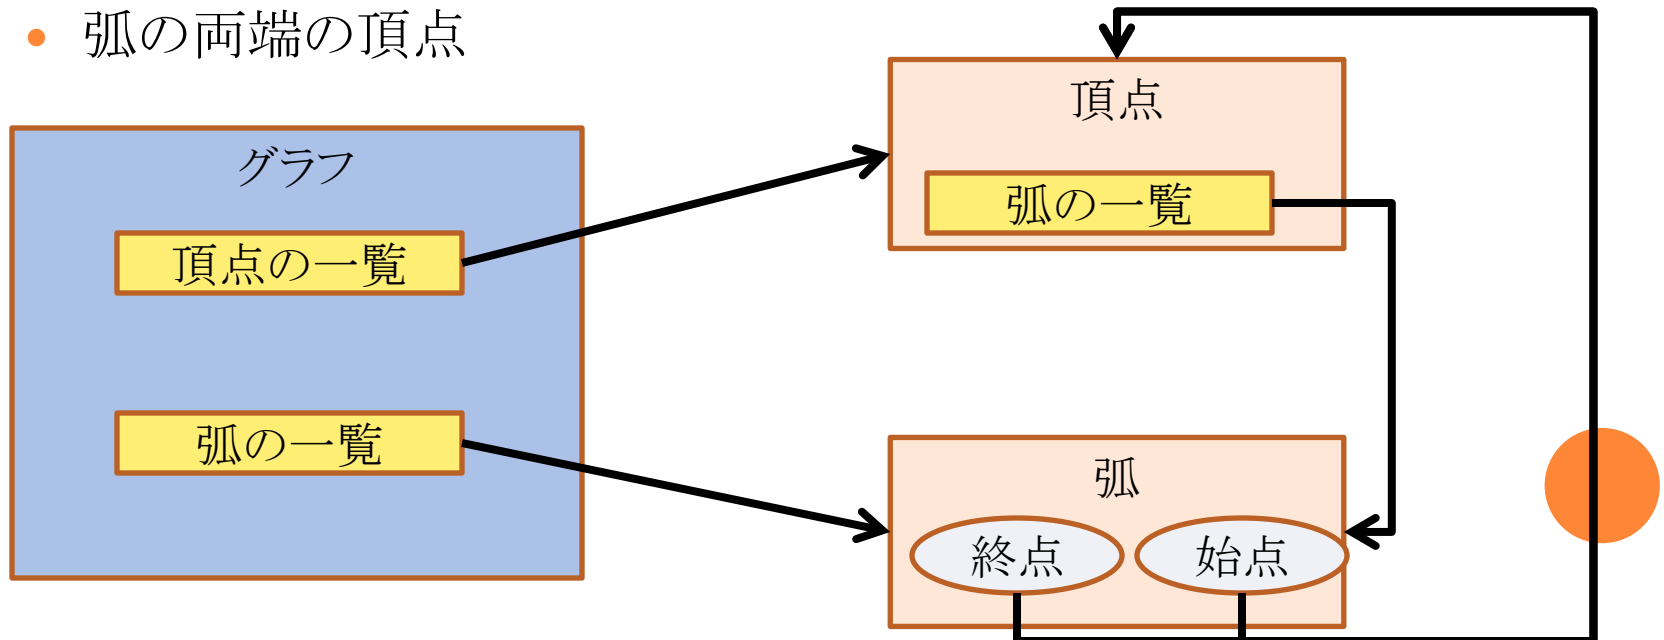 弧の両端の頂点
グラフ
頂点の一覧
弧の一覧
頂点
弧の一覧
弧
終点
始点